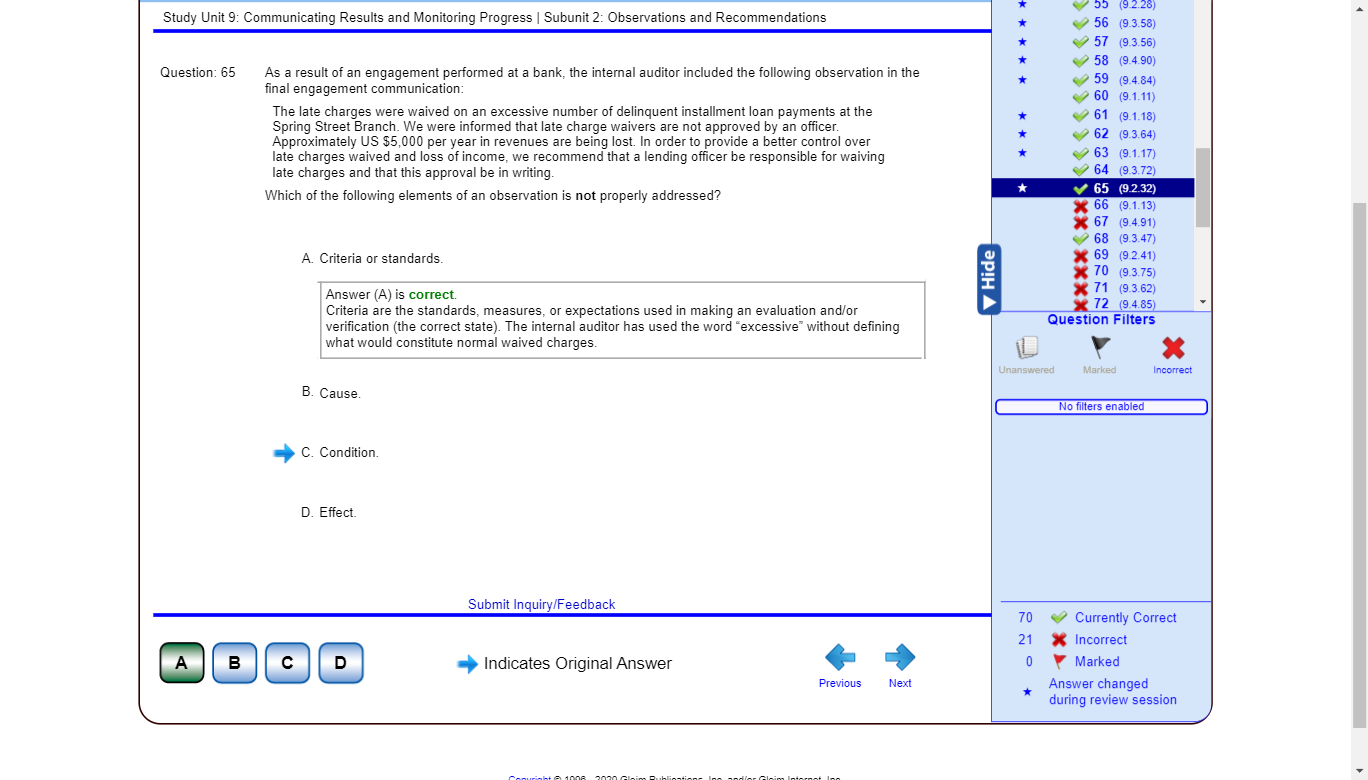 Study Unit 9: Communicating Results and Monitoring Progress | Subunit 2: Observations and Recommendations
Question: 65
As a result of an engagement performed at a bank, the internal auditor included the following observation in the
final engagement communication:
The late charges were waived on an excessive number of delinquent installment loan payments at the
Spring Street Branch. We were informed that late charge waivers are not approved by an officer.
Approximately US $5,000 per year in revenues are being lost. In order to provide a better control over
late charges waived and loss of income, we recommend that a lending officer be responsible for waiving
late charges and that this approval be in writing.
Which of the following elements of an observation is not properly addressed?
A. Criteria or standards.
Answer (A) is correct.
Criteria are the standards, measures, or expectations used in making an evaluation and/or
verification (the correct state). The internal auditor has used the word “excessive” without defining
what would constitute normal waived charges.
B. Cause.
C. Condition.
D. Effect.
Submit Inquiry/Feedback
A B C D
Indicates Original Answer
Previous Next
55 (9.2.28)
56 (9.3.58)
57 (9.3.56)
58 (9.4.90)
59 (9.4.84)
60 (9.1.11)
61 (9.1.18)
62 (9.3.64)
63 (9.1.17)
64 (9.3.72)
65 (9.2.32)
66 (9.1.13)
67 (9.4.91)
68 (9.3.47)
69 (9.2.41)
70 (9.3.75)
71 (9.3.62)
72 (9.4.85)
Hide
Question Filters
Unanswered Marked Incorrect
No filters enabled
70 Currently Correct
21 Incorrect
0 Marked
Answer changed
during review session
Copyright © 1996 - 2020 Gleim Publications, Inc. and/or Gleim Internet, Inc.